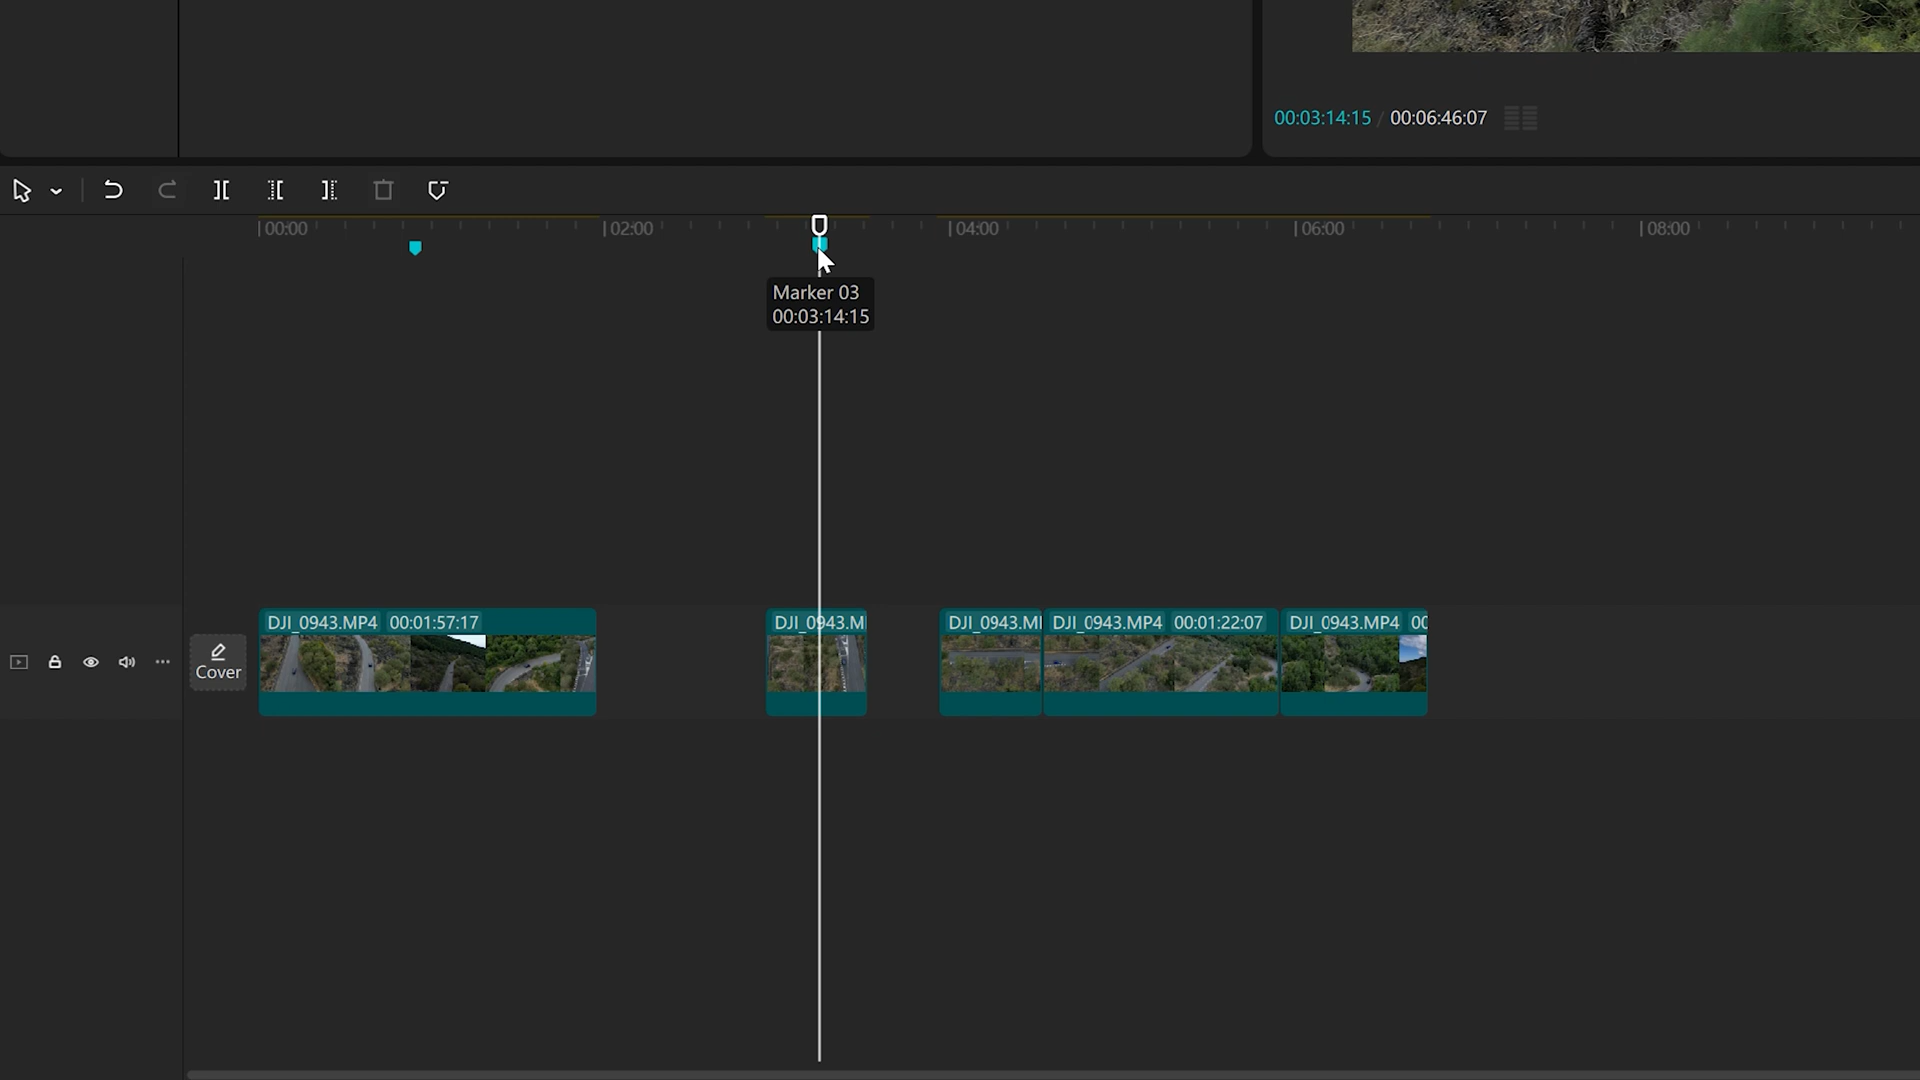 00:03:14:15 / 00:06:46:07
00:00 02:00 04:00 06:00 08:00
Marker 03
00:03:14:15
DJI_0943.MP4 00:01:57:17
DJI_0943.M
DJI_0943.M
DJI_0943.MP4 00:01:22:07
DJI_0943.MP4 00
Cover